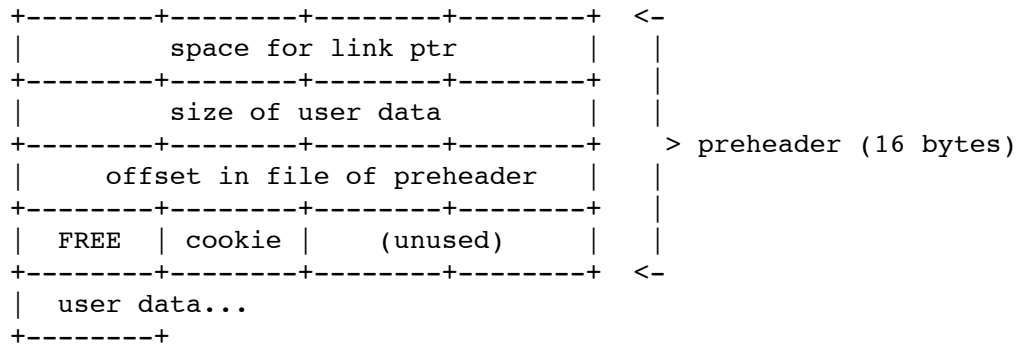 +--------+--------+--------+--------+  <-
|         space for link ptr        |   |
+--------+--------+--------+--------+   |
|         size of user data         |   |
+--------+--------+--------+--------+    > preheader (16 bytes)
|     offset in file of preheader   |   |
+--------+--------+--------+--------+   |
|  FREE  | cookie |    (unused)     |   |
+--------+--------+--------+--------+  <-
|  user data...
+--------+